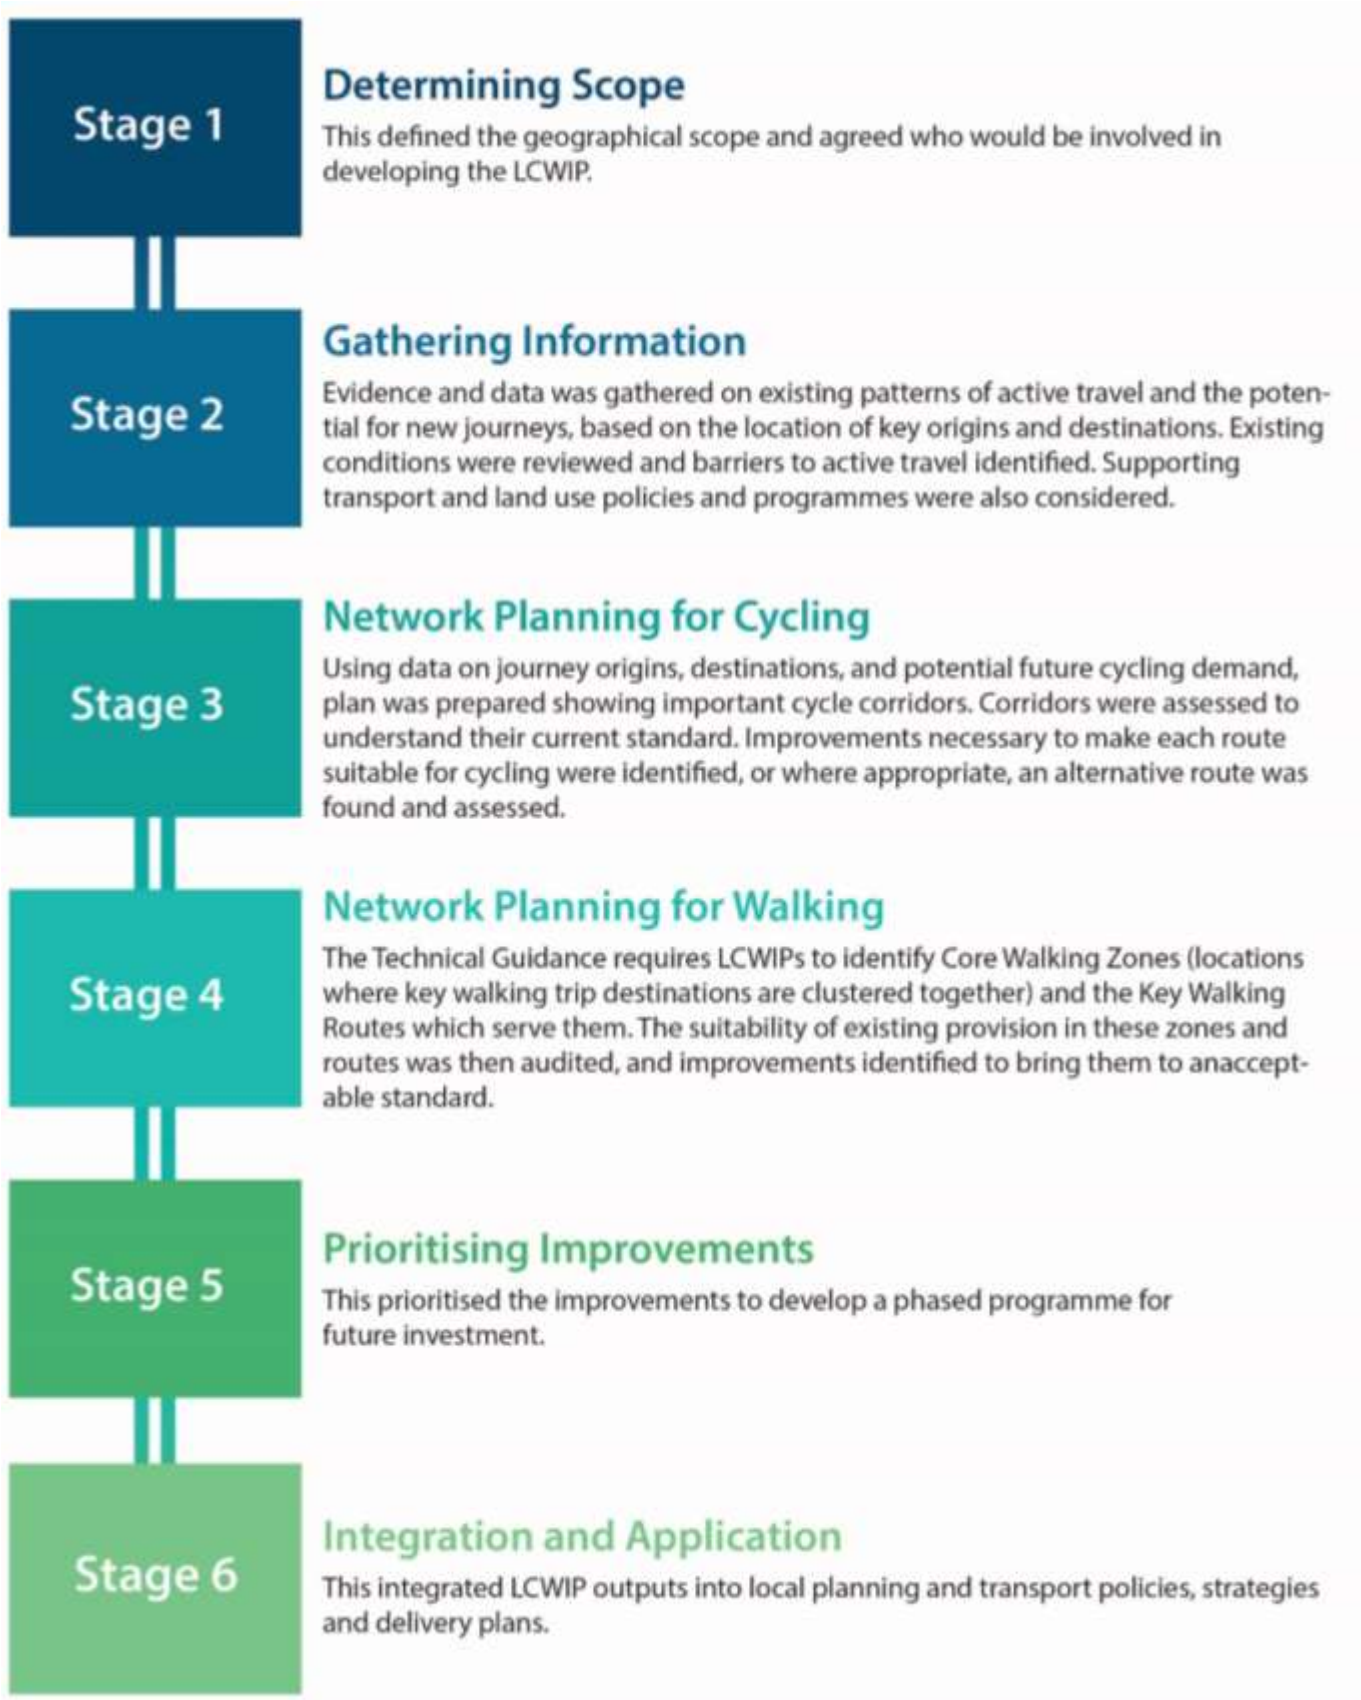 Stage 1
Determining Scope
This defined the geographical scope and agreed who would be involved in
developing the LCWIP.
Stage 2
Gathering Information
Evidence and data was gathered on existing patterns of active travel and the poten-
tial for new journeys, based on the location of key origins and destinations. Existing
conditions were reviewed and barriers to active travel identified. Supporting
transport and land use policies and programmes were also considered.
Stage 3
Network Planning for Cycling
Using data on journey origins, destinations, and potential future cycling demand,
plan was prepared showing important cycle corridors. Corridors were assessed to
understand their current standard. Improvements necessary to make each route
suitable for cycling were identified, or where appropriate, an alternative route was
found and assessed.
Stage 4
Network Planning for Walking
The Technical Guidance requires LCWIPs to identify Core Walking Zones (locations
where key walking trip destinations are clustered together) and the Key Walking
Routes which serve them. The suitability of existing provision in these zones and
routes was then audited, and improvements identified to bring them to anaccept-
able standard.
Stage 5
Prioritising Improvements
This prioritised the improvements to develop a phased programme for
future investment.
Stage 6
Integration and Application
This integrated LCWIP outputs into local planning and transport policies, strategies
and delivery plans.